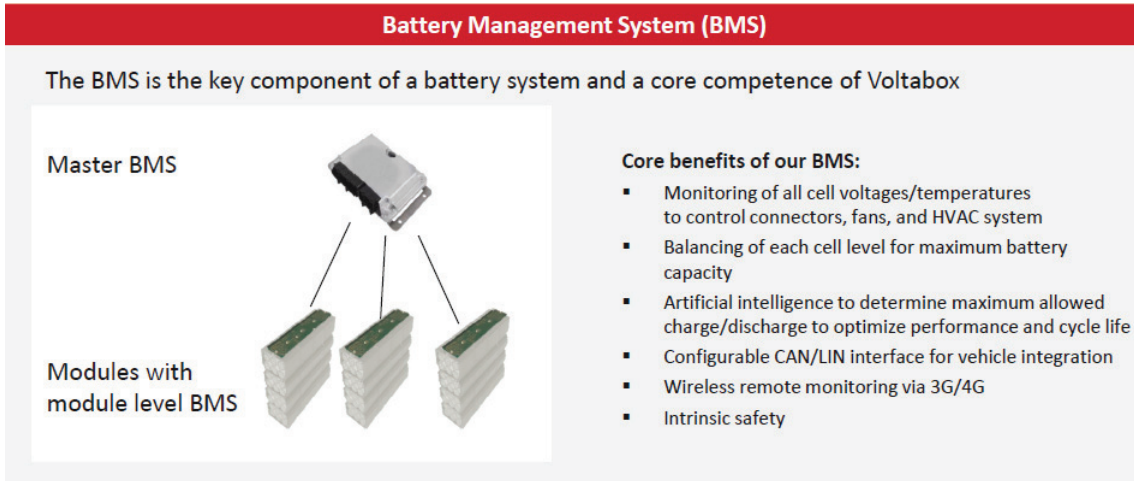 Battery Management System (BMS)
The BMS is the key component of a battery system and a core competence of Voltabox
Master BMS
Modules with
module level BMS
Core benefits of our BMS:
▪ Monitoring of all cell voltages/temperatures
to control connectors, fans, and HVAC system
▪ Balancing of each cell level for maximum battery
capacity
▪ Artificial intelligence to determine maximum allowed
charge/discharge to optimize performance and cycle life
▪ Configurable CAN/LIN interface for vehicle integration
▪ Wireless remote monitoring via 3G/4G
▪ Intrinsic safety